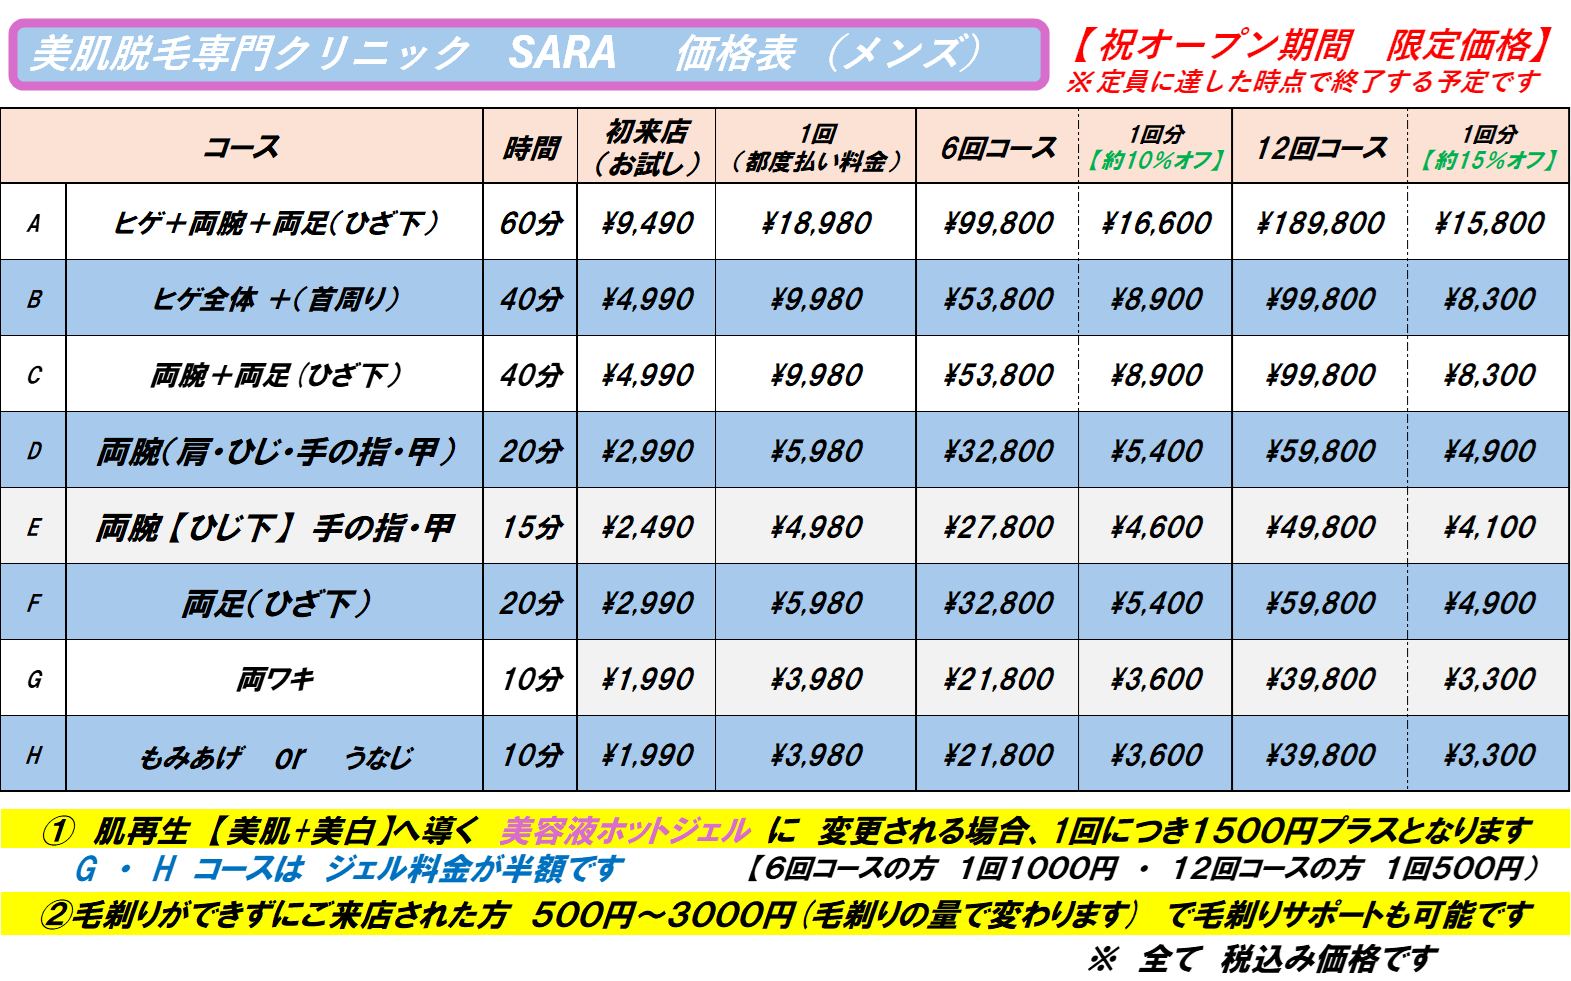 美肌脱毛専門クリニック SARA 価格表 (メンズ)
【祝オープン期間 限定価格】
※定員に達した時点で終了する予定です
コース 時間 初来店(お試し) 1回(都度払い料金) 6回コース 1回分【約10%オフ】 12回コース 1回分【約15%オフ】
A ヒゲ+両腕+両足(ひざ下) 60分 ¥9,490 ¥18,980 ¥99,800 ¥16,600 ¥189,800 ¥15,800
B ヒゲ全体 +(首周り) 40分 ¥4,990 ¥9,980 ¥53,800 ¥8,900 ¥99,800 ¥8,300
C 両腕+両足(ひざ下) 40分 ¥4,990 ¥9,980 ¥53,800 ¥8,900 ¥99,800 ¥8,300
D 両腕(肩・ひじ・手の指・甲) 20分 ¥2,990 ¥5,980 ¥32,800 ¥5,400 ¥59,800 ¥4,900
E 両腕【ひじ下】 手の指・甲 15分 ¥2,490 ¥4,980 ¥27,800 ¥4,600 ¥49,800 ¥4,100
F 両足(ひざ下) 20分 ¥2,990 ¥5,980 ¥32,800 ¥5,400 ¥59,800 ¥4,900
G 両ワキ 10分 ¥1,990 ¥3,980 ¥21,800 ¥3,600 ¥39,800 ¥3,300
H もみあげ or うなじ 10分 ¥1,990 ¥3,980 ¥21,800 ¥3,600 ¥39,800 ¥3,300
① 肌再生【美肌+美白】へ導く 美容液ホットジェル に 変更される場合、1回につき1500円プラスとなります
G ・ H コースは ジェル料金が半額です 【6回コースの方 1回1000円 ・ 12回コースの方 1回500円)
②毛剃りができずにご来店された方 500円～3000円(毛剃りの量で変わります) で毛剃りサポートも可能です
※ 全て 税込み価格です